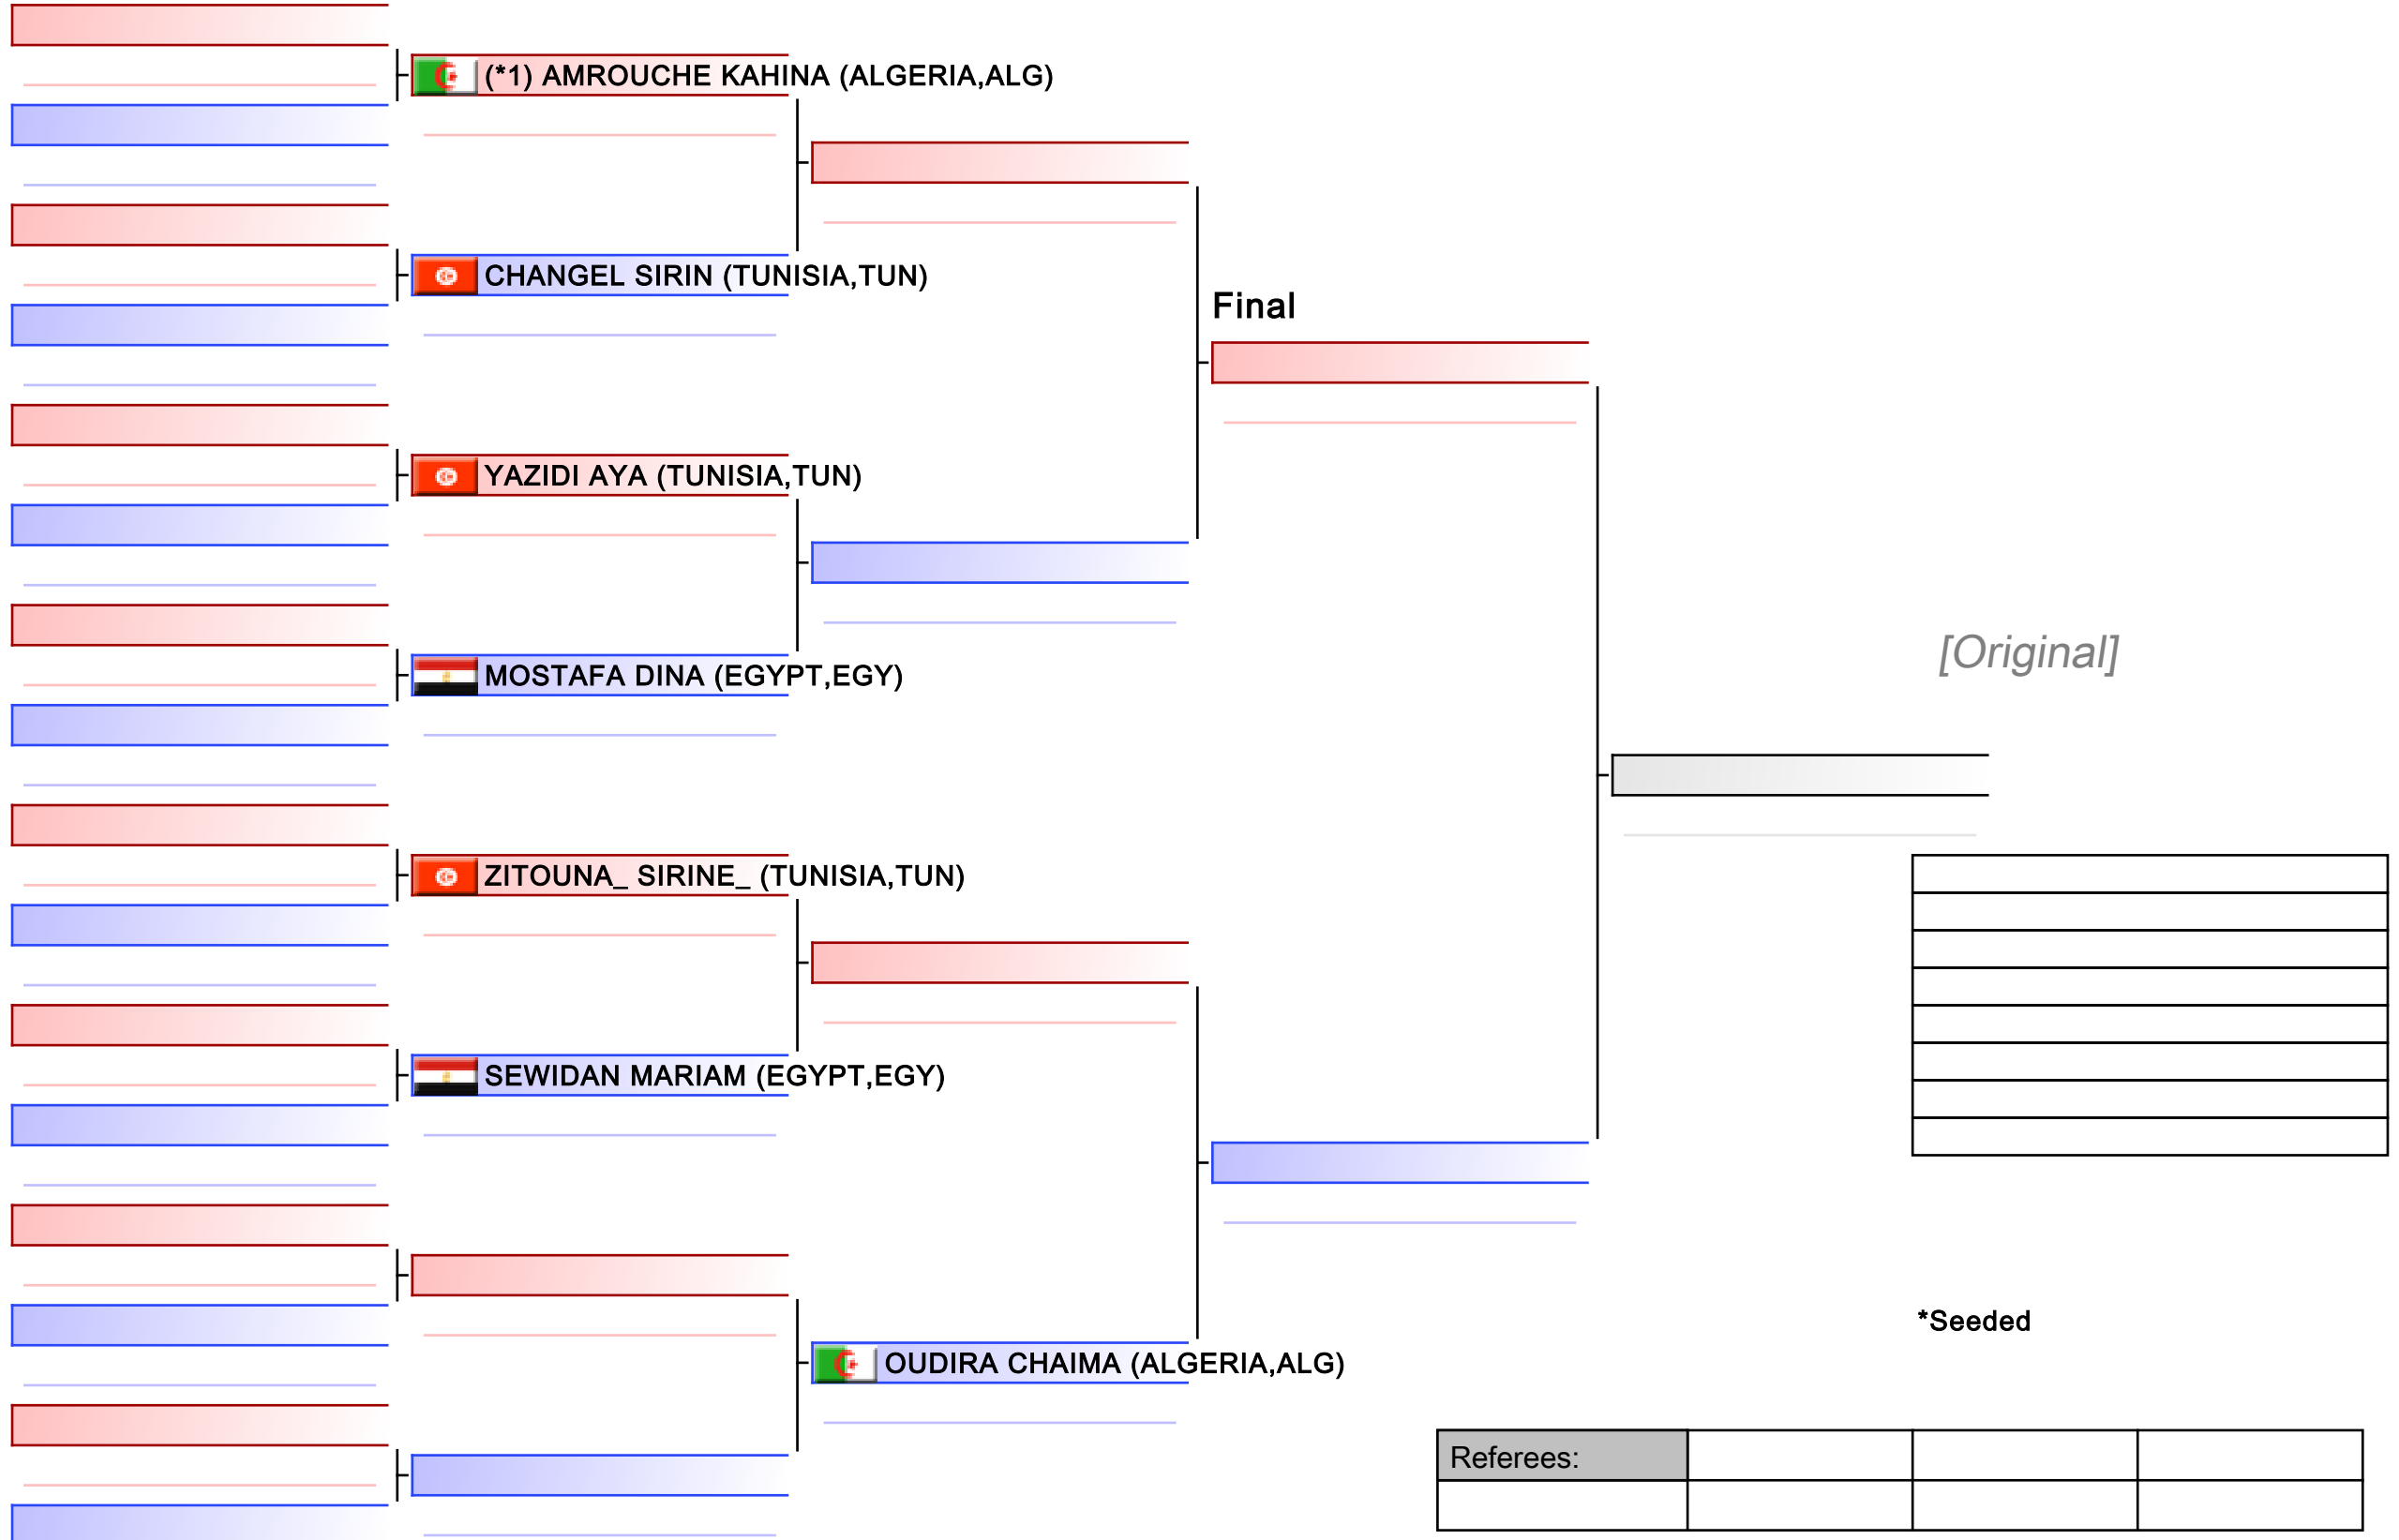 (*1) AMROUCHE KAHINA (ALGERIA,ALG)
CHANGEL SIRIN (TUNISIA,TUN)
Final
YAZIDI AYA (TUNISIA,TUN)
[Original]
MOSTAFA DINA (EGYPT,EGY)
ZITOUNA_ SIRINE_ (TUNISIA,TUN)
SEWIDAN MARIAM (EGYPT,EGY)
*Seeded
OUDIRA CHAIMA (ALGERIA,ALG)
Referees: